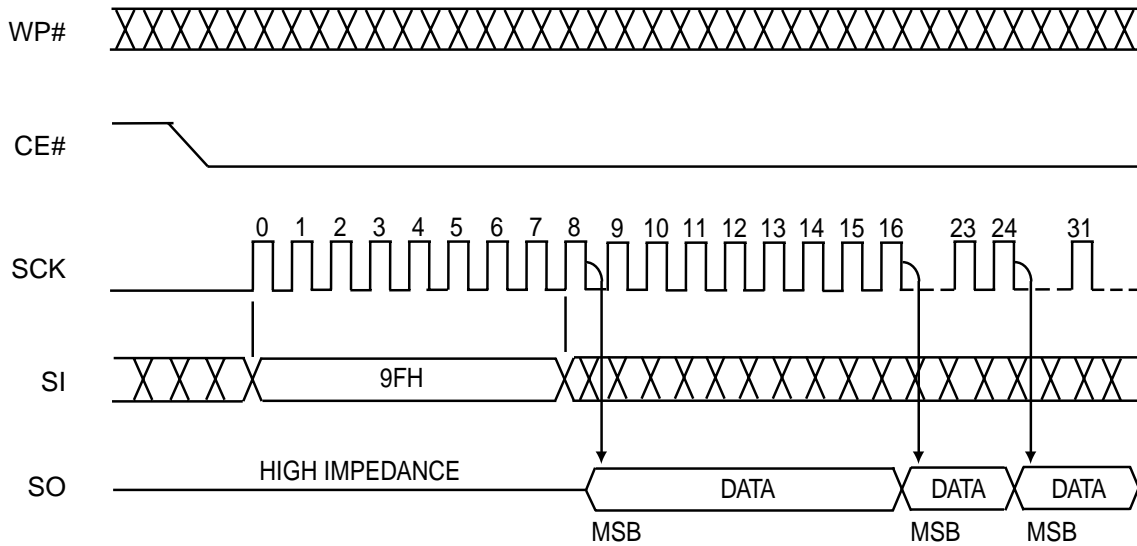 WP#
CE#
0 1 2 3 4 5 6 7 8 9 10 11 12 13 14 15 16 23 24 31
SCK
SI 9FH
HIGH IMPEDANCE
SO DATA DATA DATA
MSB MSB MSB